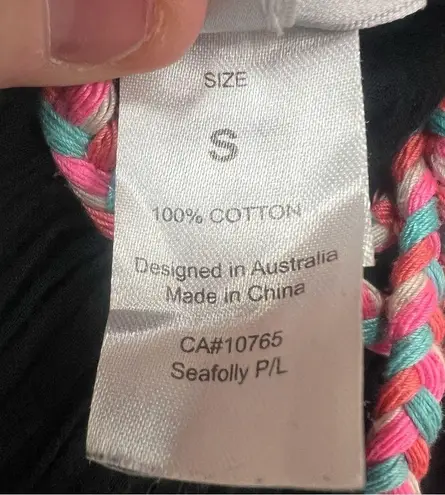 SIZE
S
100% COTTON
Designed in Australia
Made in China
CA#10765
Seafolly P/L